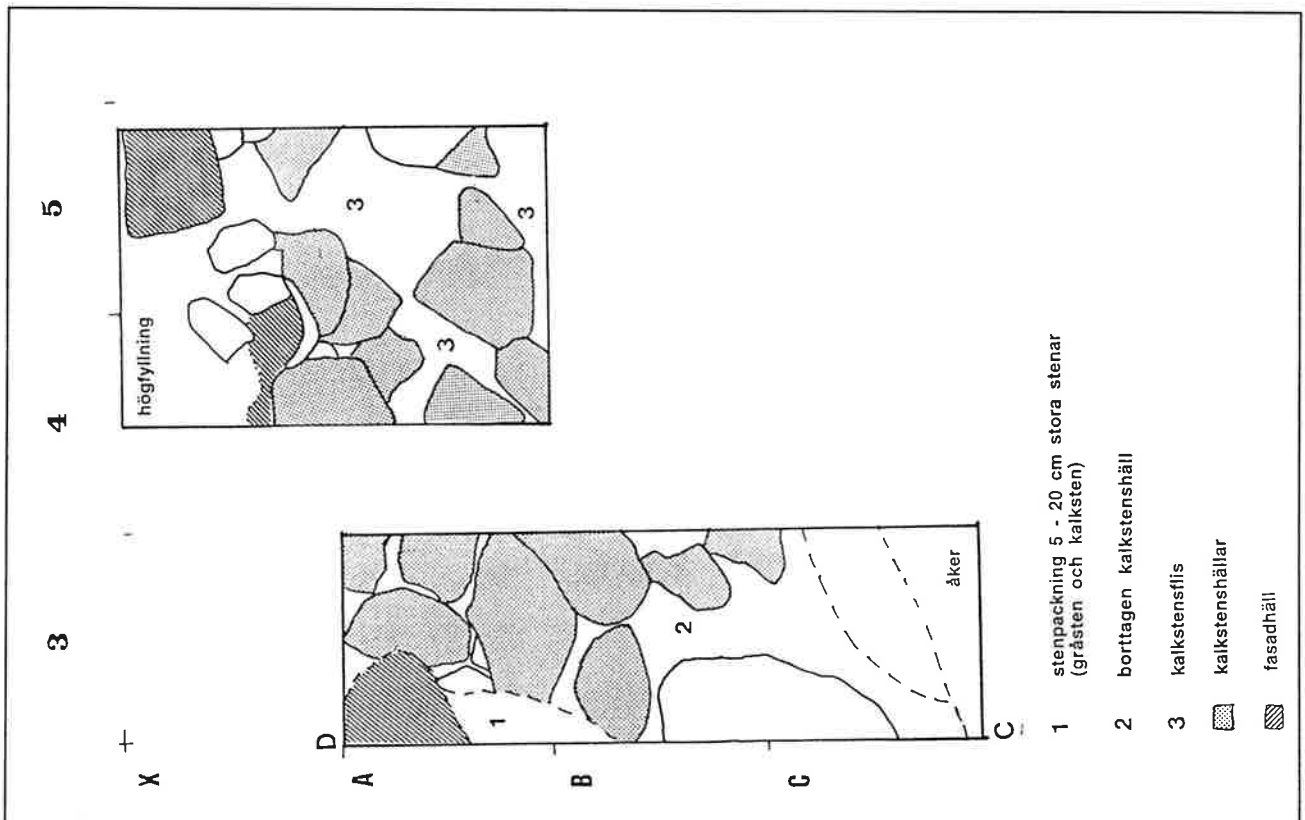 3
4
5
X
A
B
C
D
C
högfyllning
3
3
3
1
2
åker
1 stenpackning 5 - 20 cm stora stenar
(gråsten och kalksten)
2 borttagen kalkstenshäll
3 kalkstensflis
kalkstenshällar
fasadhäll